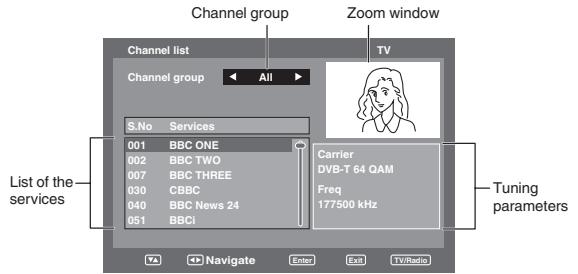 Channel group
Zoom window
Channel list
TV
Channel group ◄ All ►
S.No Services
001 BBC ONE
002 BBC TWO
007 BBC THREE
030 CBBC
040 BBC News 24
051 BBCi
Carrier
DVB-T 64 QAM
Freq
177500 kHz
List of the
services
Tuning
parameters
▼▲ ◄► Navigate Enter Exit TV/Radio